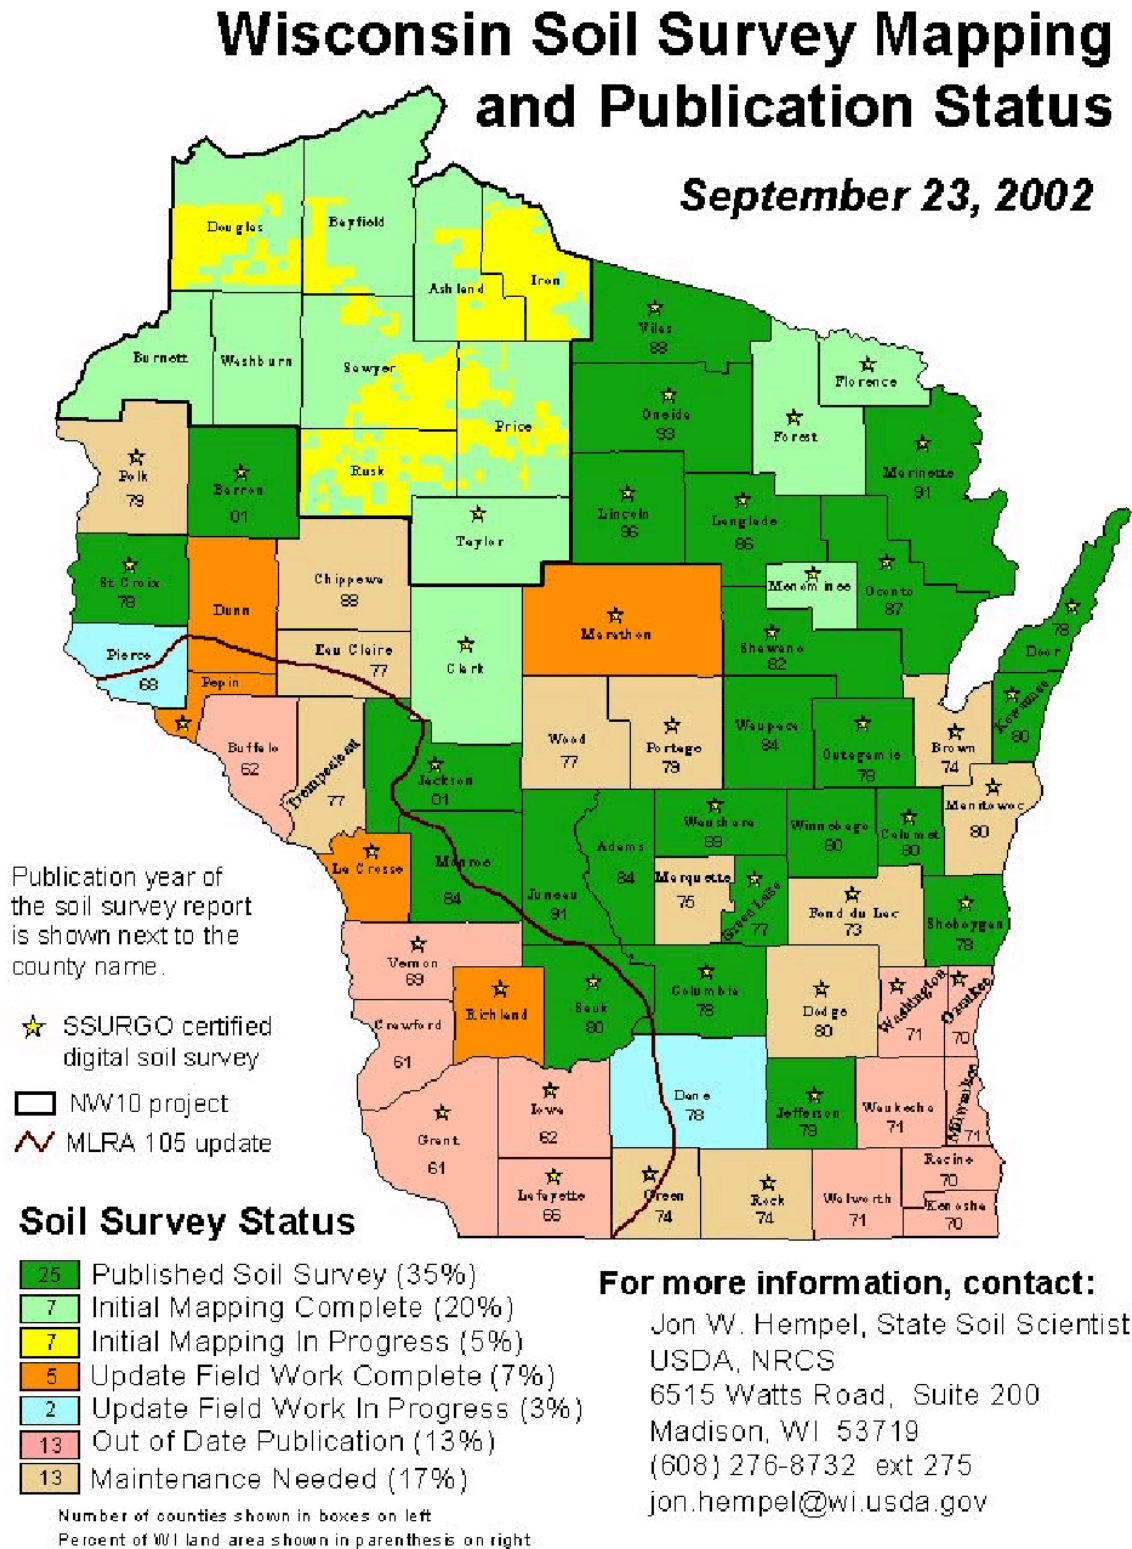 Wisconsin Soil Survey Mapping
and Publication Status
September 23, 2002
Douglas
Bayfield
Ashland
Iron
Vilas
88
Burnett
Washburn
Sawyer
Price
Oneida
93
Forest
Florence
Marinette
91
Polk
79
Barron
01
Rusk
Taylor
Lincoln
96
Langlade
86
Menominee
Oconto
87
St. Croix
78
Dunn
Chippewa
88
Marathon
Shawano
82
78
Door
Pierce
68
Pepin
Eau Claire
77
Clark
Kewaunee
80
Buffalo
62
Trempealeau
77
Jackson
01
Wood
77
Portage
79
Waupaca
84
Outagamie
78
Brown
74
Manitowoc
80
La Crosse
Monroe
84
Juneau
91
Adams
84
Waushara
89
Winnebago
80
Calumet
80
Marquette
75
Green Lake
77
Fond du Lac
73
Sheboygan
78
Vernon
69
Richland
Sauk
80
Columbia
78
Dodge
80
Washington
71
Ozaukee
70
Crawford
61
Grant
61
Iowa
62
Dane
78
Jefferson
79
Waukesha
71
Milwaukee
71
Lafayette
66
Green
74
Rock
74
Walworth
71
Racine
70
Kenosha
70
Publication year of
the soil survey report
is shown next to the
county name.
SSURGO certified
digital soil survey
NW10 project
MLRA 105 update
Soil Survey Status
25 Published Soil Survey (35%)
7 Initial Mapping Complete (20%)
7 Initial Mapping In Progress (5%)
5 Update Field Work Complete (7%)
2 Update Field Work In Progress (3%)
13 Out of Date Publication (13%)
13 Maintenance Needed (17%)
Number of counties shown in boxes on left
Percent of WI land area shown in parenthesis on right
For more information, contact:
Jon W. Hempel, State Soil Scientist
USDA, NRCS
6515 Watts Road, Suite 200
Madison, WI 53719
(608) 276-8732 ext 275
jon.hempel@wi.usda.gov